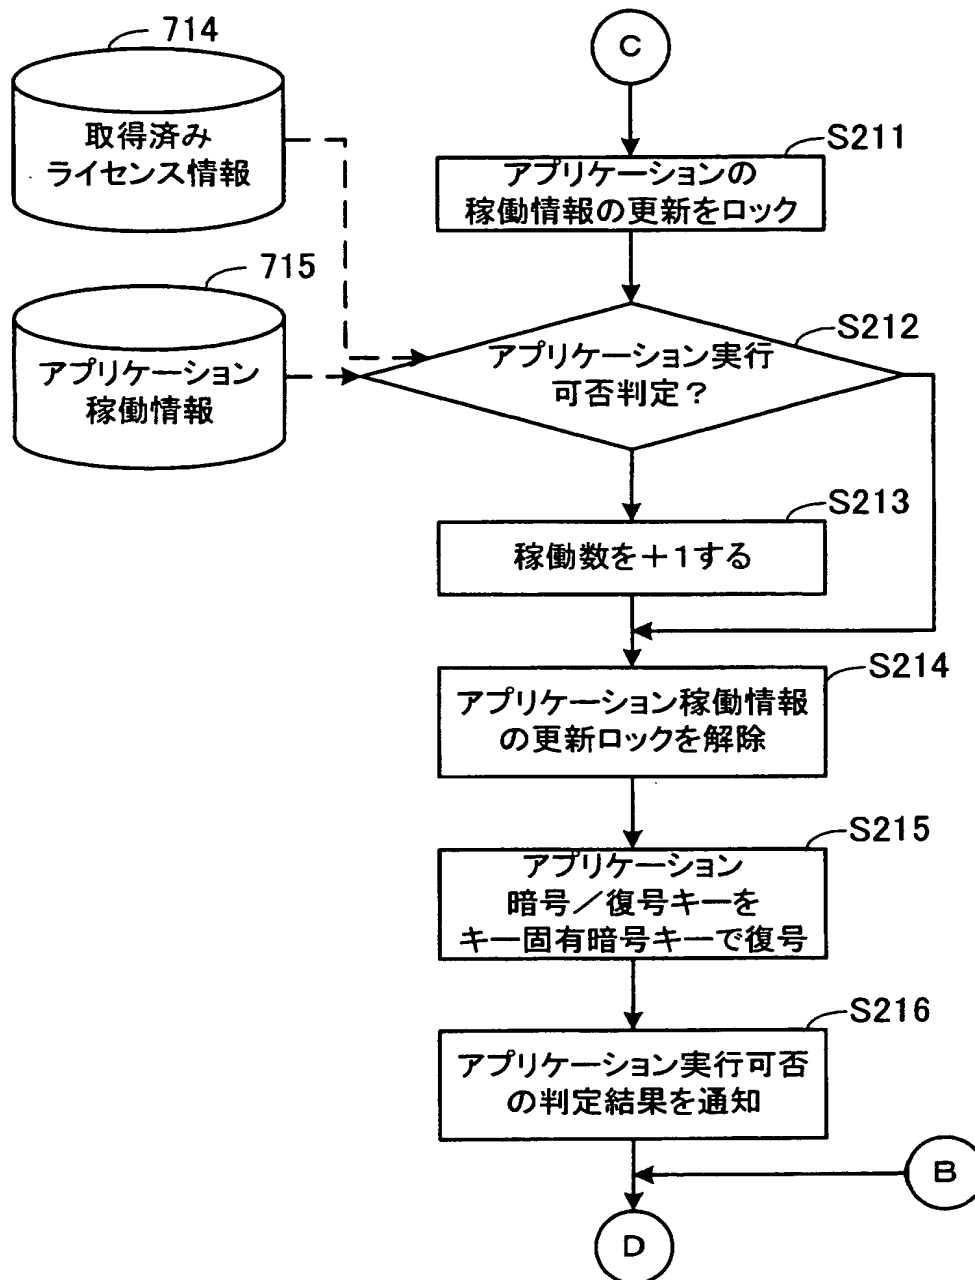 714
取得済み
ライセンス情報
715
アプリケーション
稼働情報
C
S211
アプリケーションの
稼働情報の更新をロック
S212
アプリケーション実行
可否判定？
S213
稼働数を＋1する
S214
アプリケーション稼働情報
の更新ロックを解除
S215
アプリケーション
暗号／復号キーを
キー固有暗号キーで復号
S216
アプリケーション実行可否
の判定結果を通知
B
D